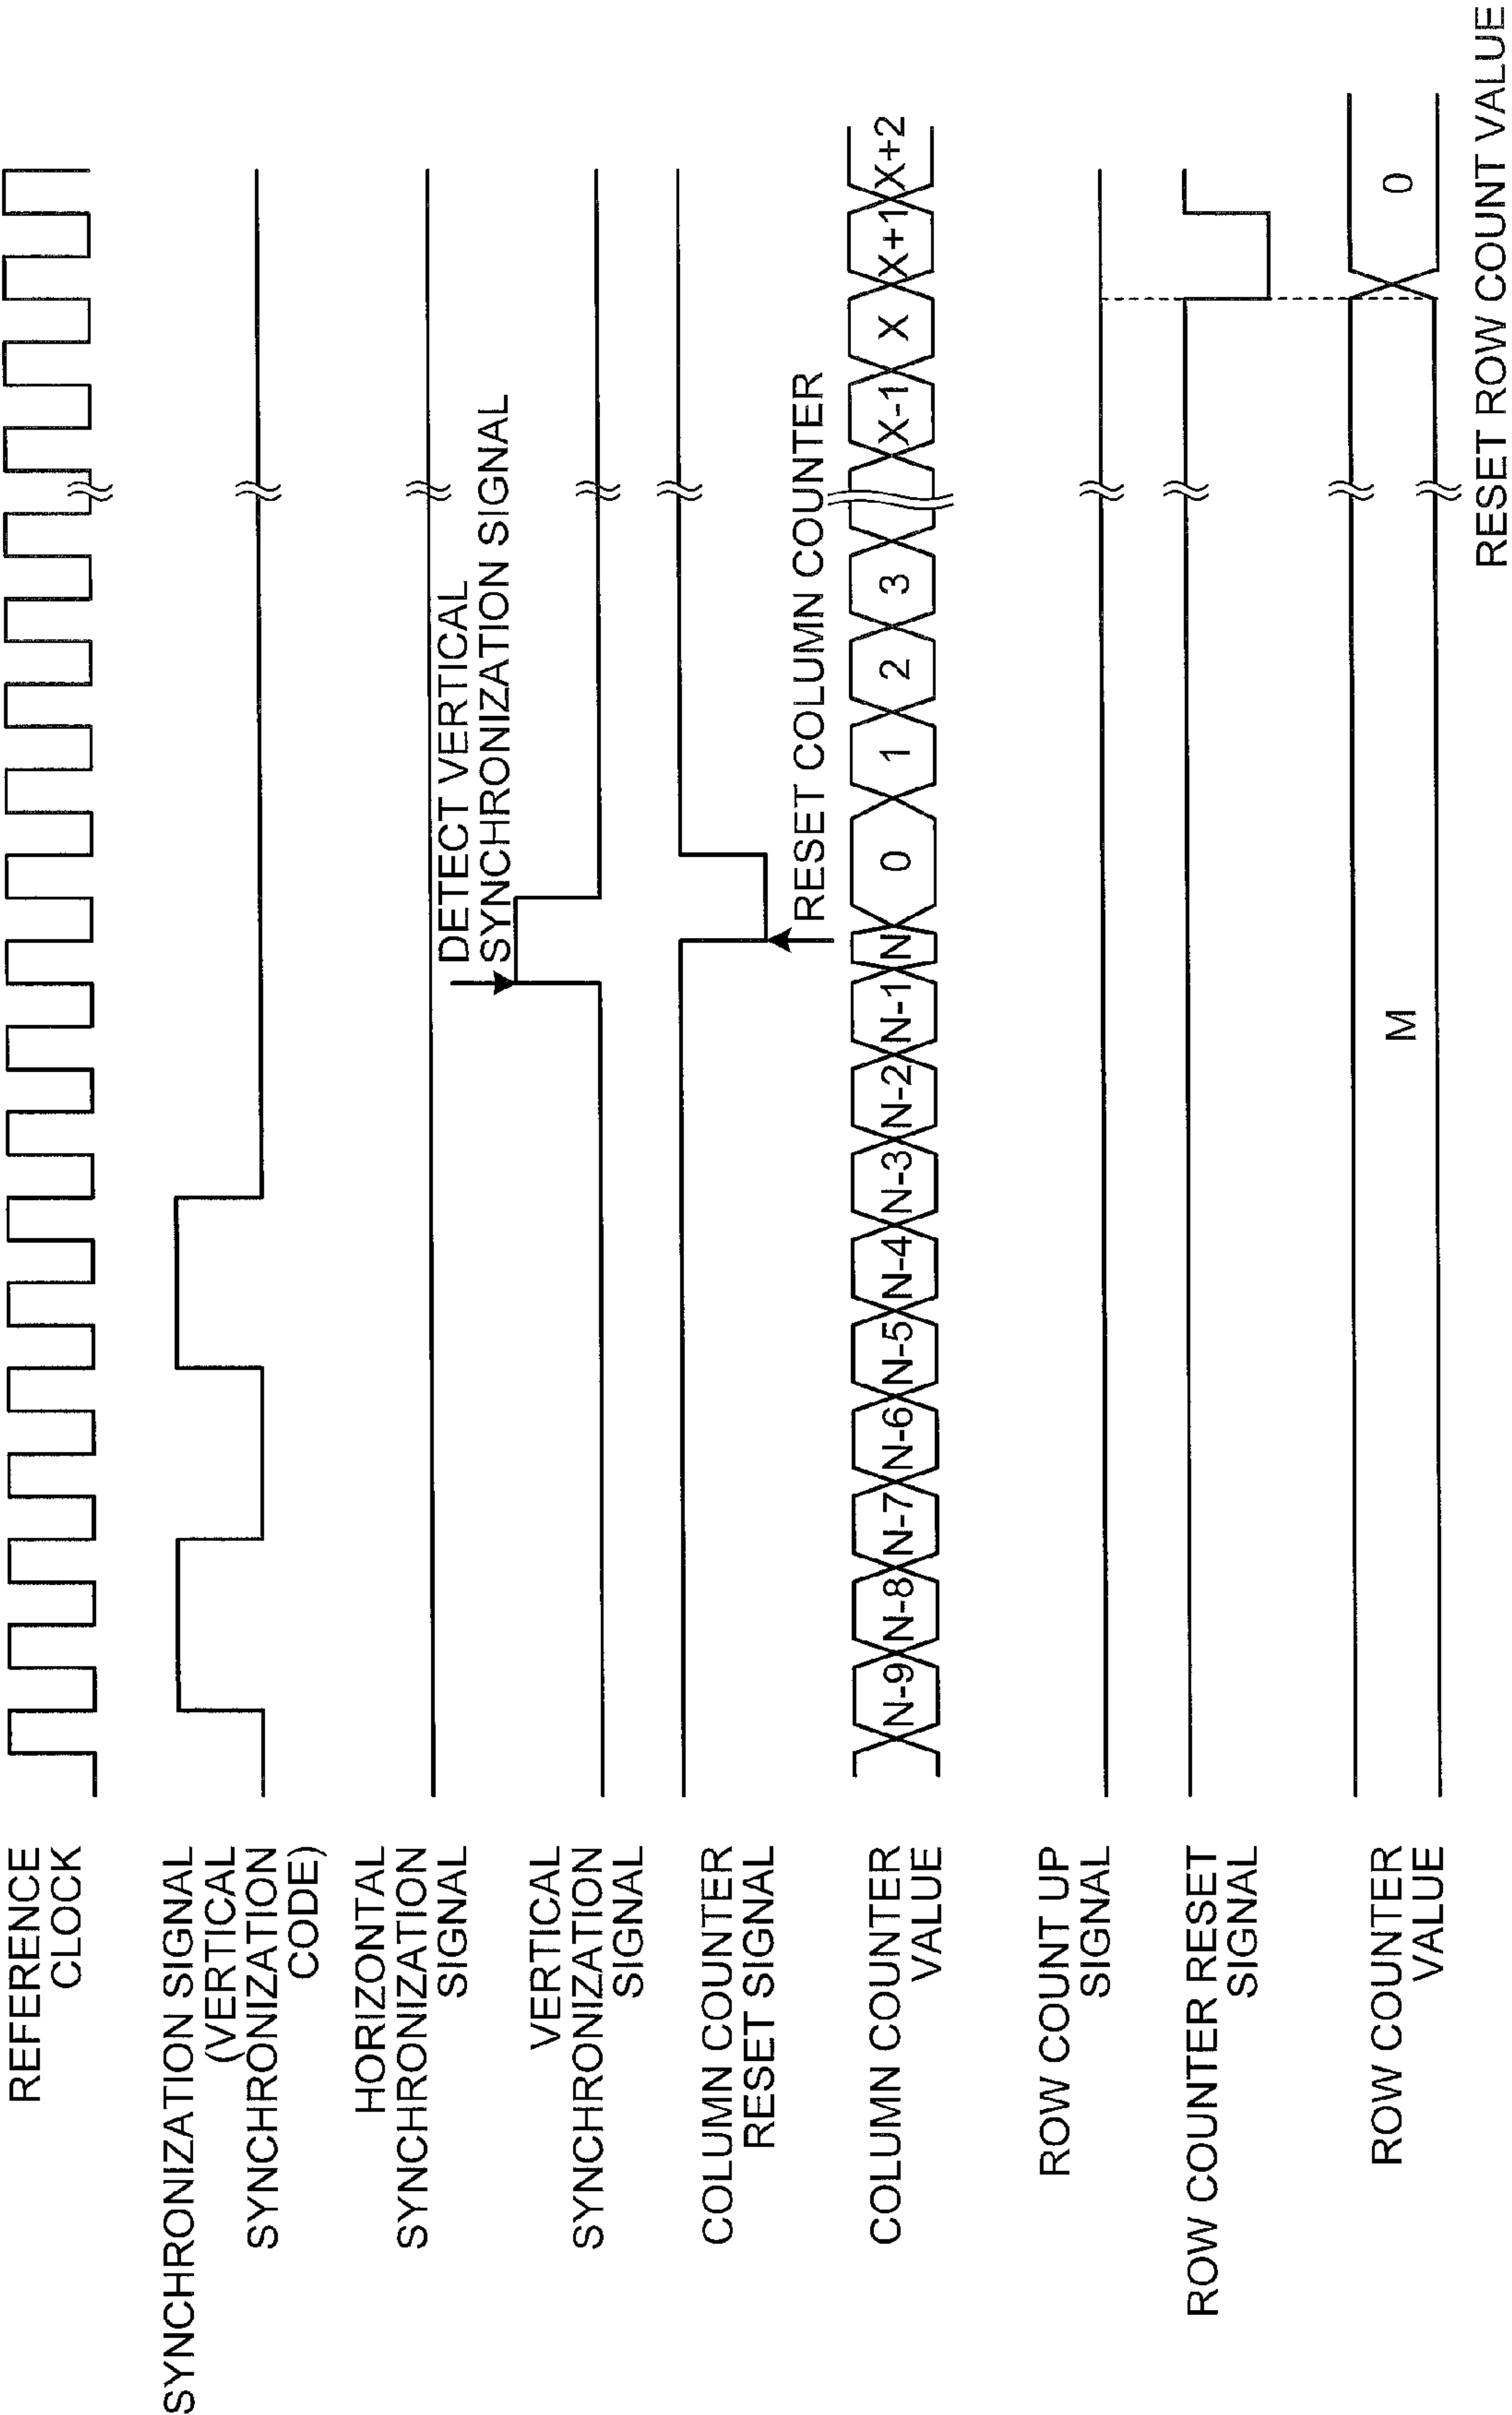 REFERENCE
CLOCK
SYNCHRONIZATION SIGNAL
(VERTICAL
SYNCHRONIZATION
CODE)
HORIZONTAL
SYNCHRONIZATION
SIGNAL
DETECT VERTICAL
SYNCHRONIZATION SIGNAL
VERTICAL
SYNCHRONIZATION
SIGNAL
COLUMN COUNTER
RESET SIGNAL
RESET COLUMN COUNTER
COLUMN COUNTER
VALUE
N-9 N-8 N-7 N-6 N-5 N-4 N-3 N-2 N-1 N 0 1 2 3 X-1 X X+1 X+2
ROW COUNT UP
SIGNAL
ROW COUNTER RESET
SIGNAL
ROW COUNTER
VALUE
M 0
RESET ROW COUNT VALUE